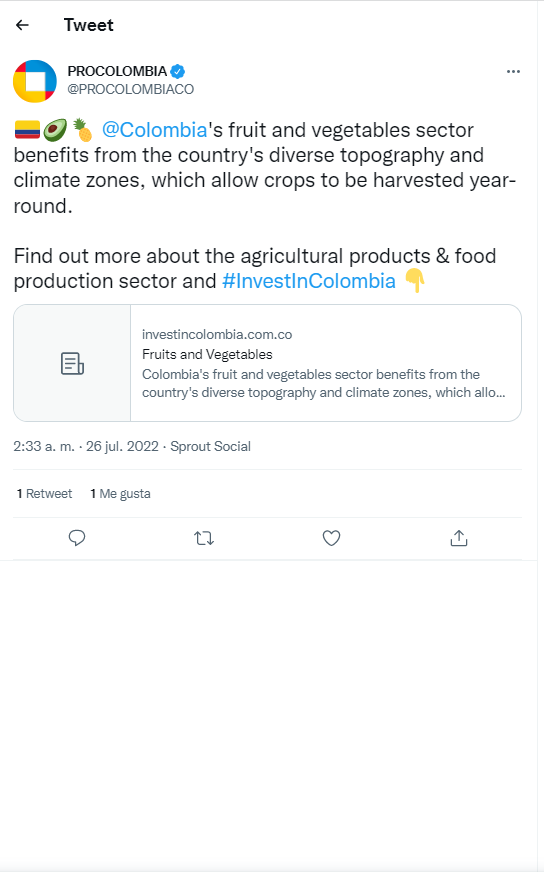 Tweet
PROCOLOMBIA
@PROCOLOMBIACO
🇨🇴🥑🍍 @Colombia's fruit and vegetables sector
benefits from the country's diverse topography and
climate zones, which allow crops to be harvested year-
round.
Find out more about the agricultural products & food
production sector and #InvestInColombia 👇
investincolombia.com.co
Fruits and Vegetables
Colombia's fruit and vegetables sector benefits from the
country's diverse topography and climate zones, which allo...
2:33 a. m. · 26 jul. 2022 · Sprout Social
1 Retweet 1 Me gusta